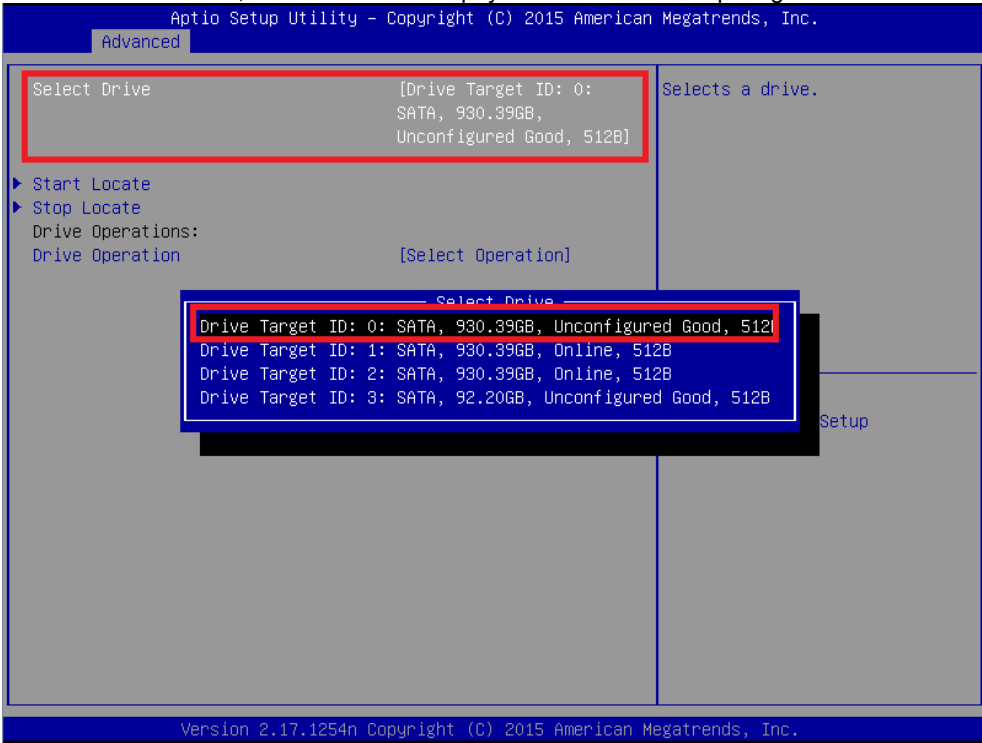 Aptio Setup Utility – Copyright (C) 2015 American Megatrends, Inc.
Advanced
Select Drive [Drive Target ID: 0: Selects a drive.
SATA, 930.39GB,
Unconfigured Good, 512B]
Start Locate
Stop Locate
Drive Operations:
Drive Operation [Select Operation]
Select Drive
Drive Target ID: 0: SATA, 930.39GB, Unconfigured Good, 512
Drive Target ID: 1: SATA, 930.39GB, Online, 512B
Drive Target ID: 2: SATA, 930.39GB, Online, 512B
Drive Target ID: 3: SATA, 92.20GB, Unconfigured Good, 512B
Setup
Version 2.17.1254n Copyright (C) 2015 American Megatrends, Inc.